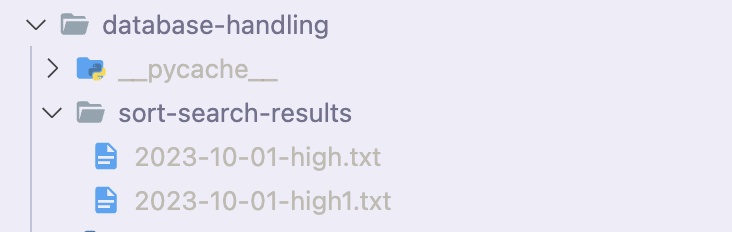 database-handling
__pycache__
sort-search-results
2023-10-01-high.txt
2023-10-01-high1.txt